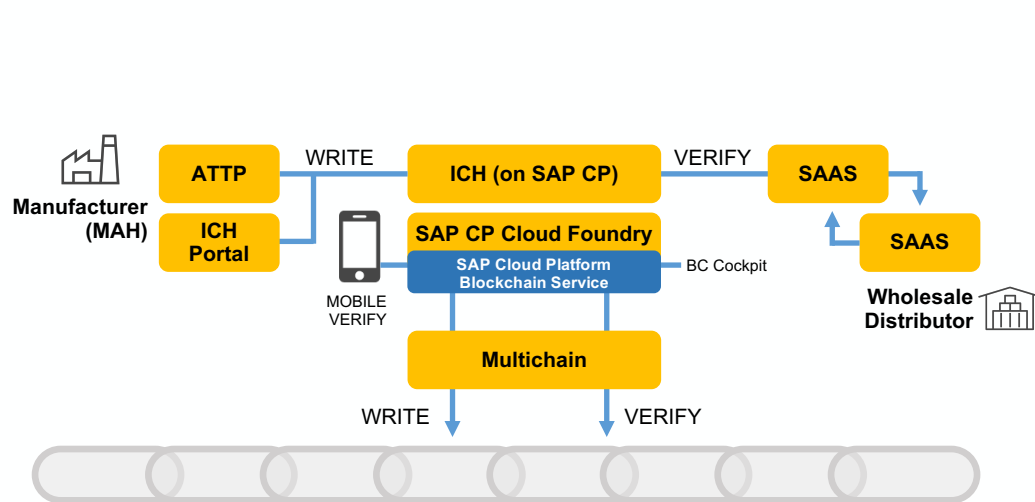 WRITE
VERIFY
ATTP
ICH (on SAP CP)
SAAS
Manufacturer
(MAH)
ICH
Portal
SAP CP Cloud Foundry
SAAS
SAP Cloud Platform
Blockchain Service
BC Cockpit
MOBILE
VERIFY
Wholesale
Distributor
Multichain
WRITE
VERIFY